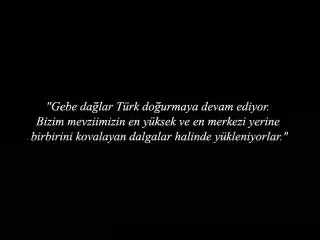 "Gebe dağlar Türk doğurmaya devam ediyor.
Bizim mevziimizin en yüksek ve en merkezi yerine
birbirini kovalayan dalgalar halinde yükleniyorlar."